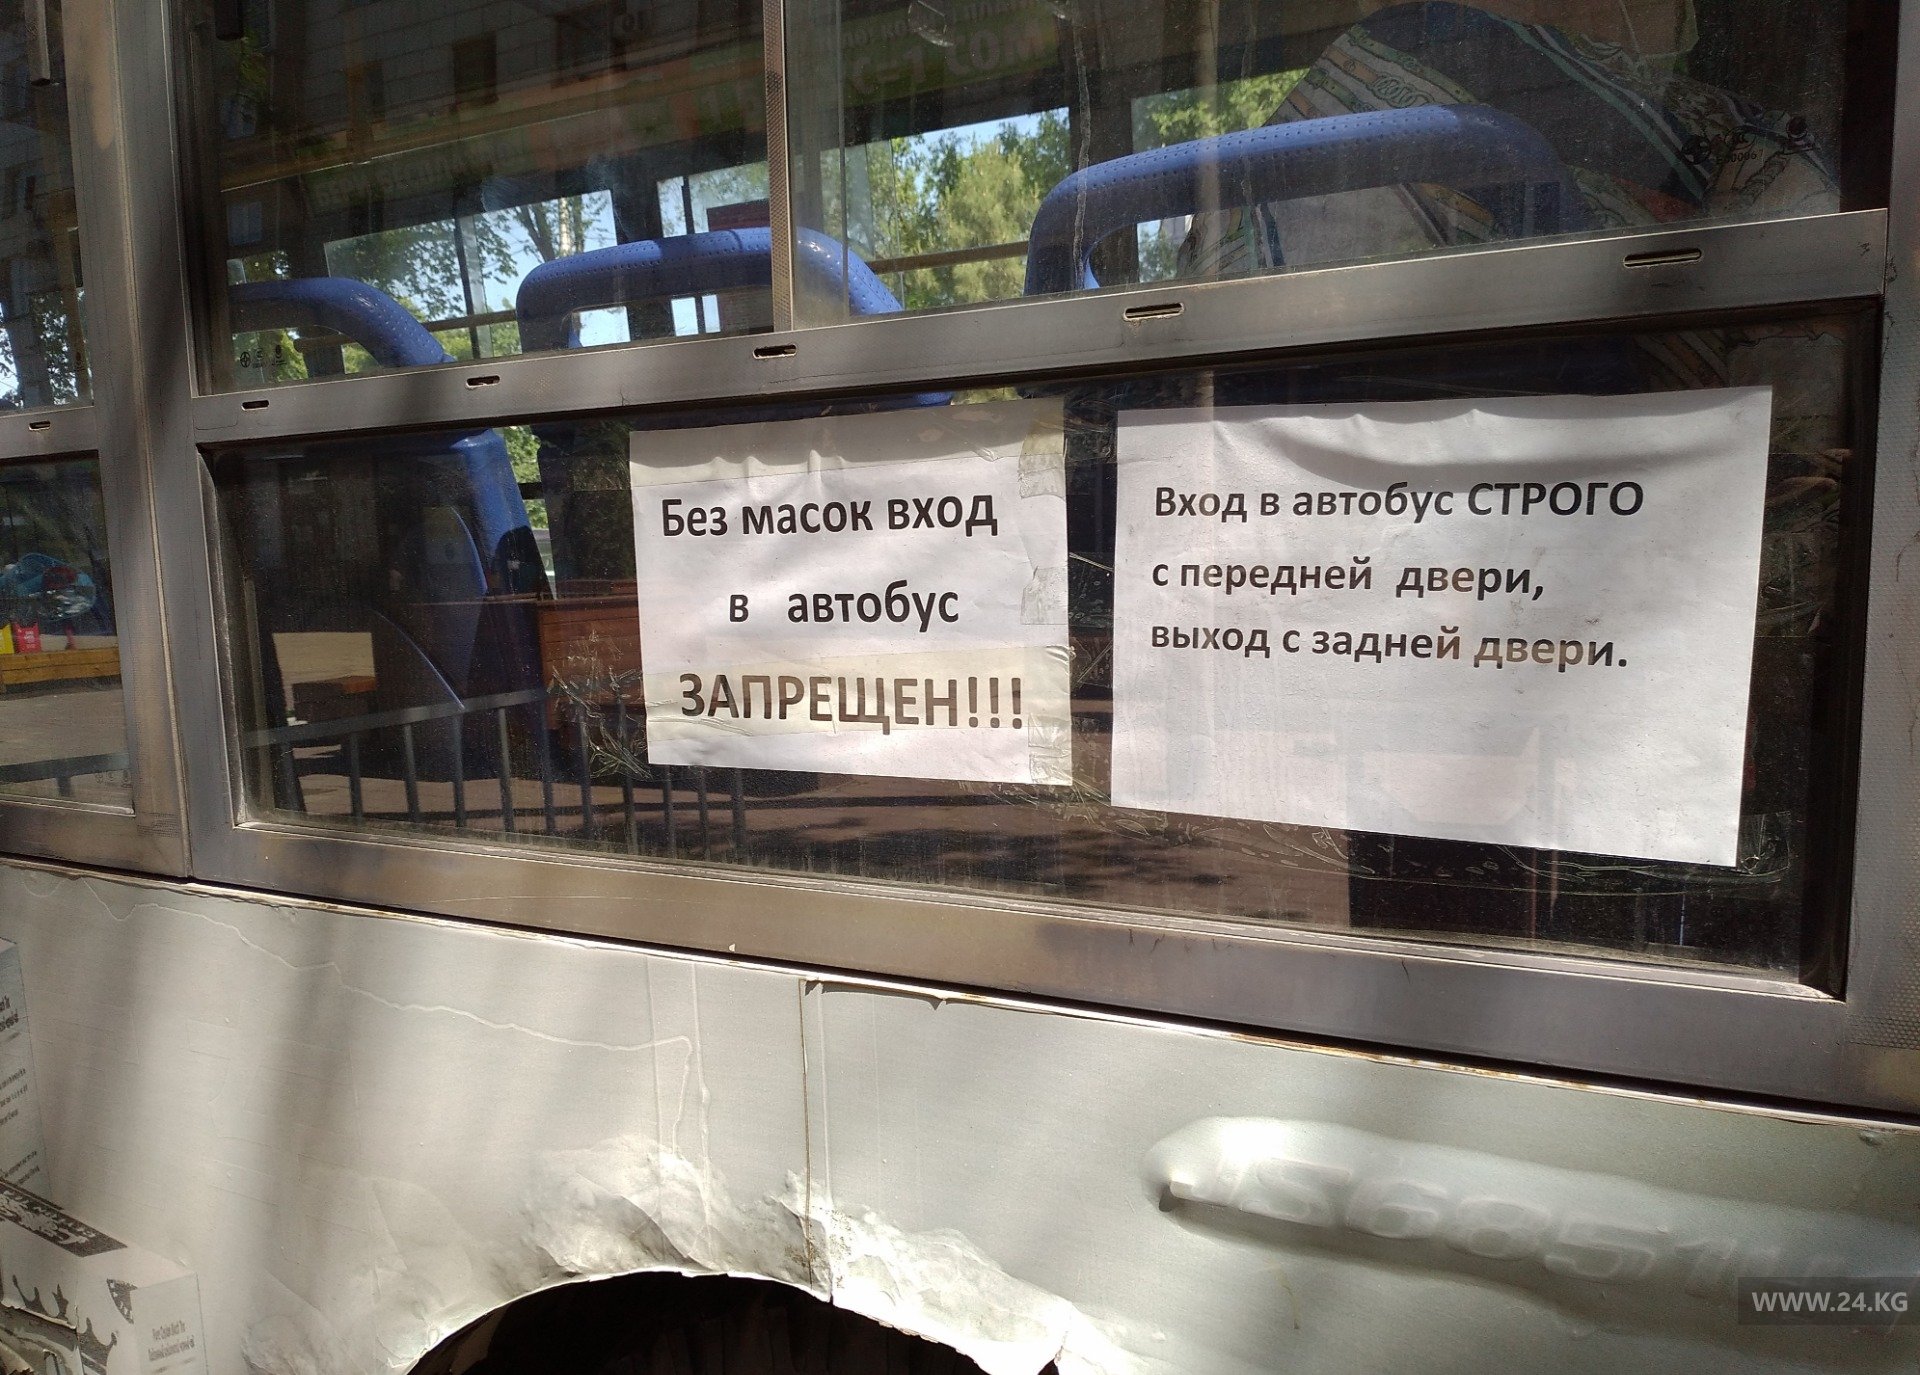 Без масок вход
в автобус
ЗАПРЕЩЕН!!!
Вход в автобус СТРОГО
с передней двери,
выход с задней двери.
WWW.24.KG